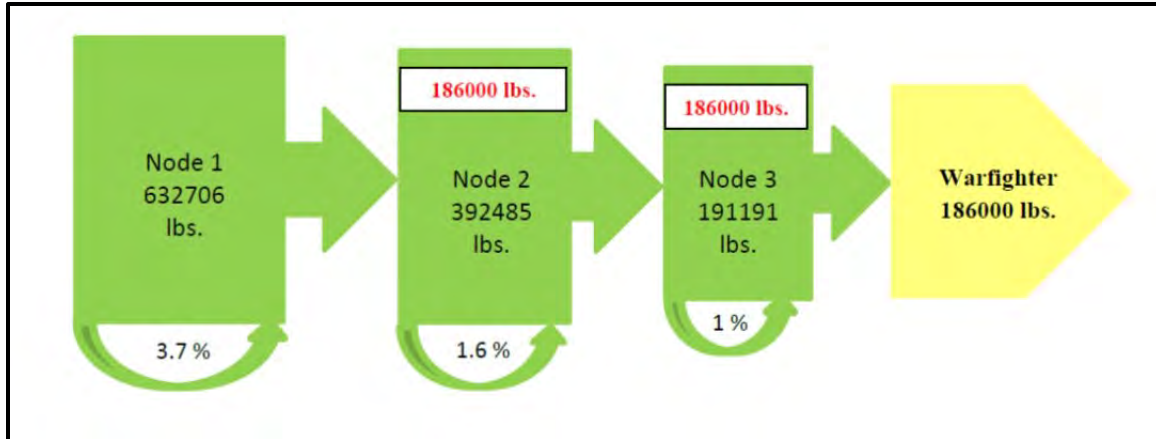 Node 1
632706
lbs.
3.7 %
186000 lbs.
Node 2
392485
lbs.
1.6 %
186000 lbs.
Node 3
191191
lbs.
1 %
Warfighter
186000 lbs.